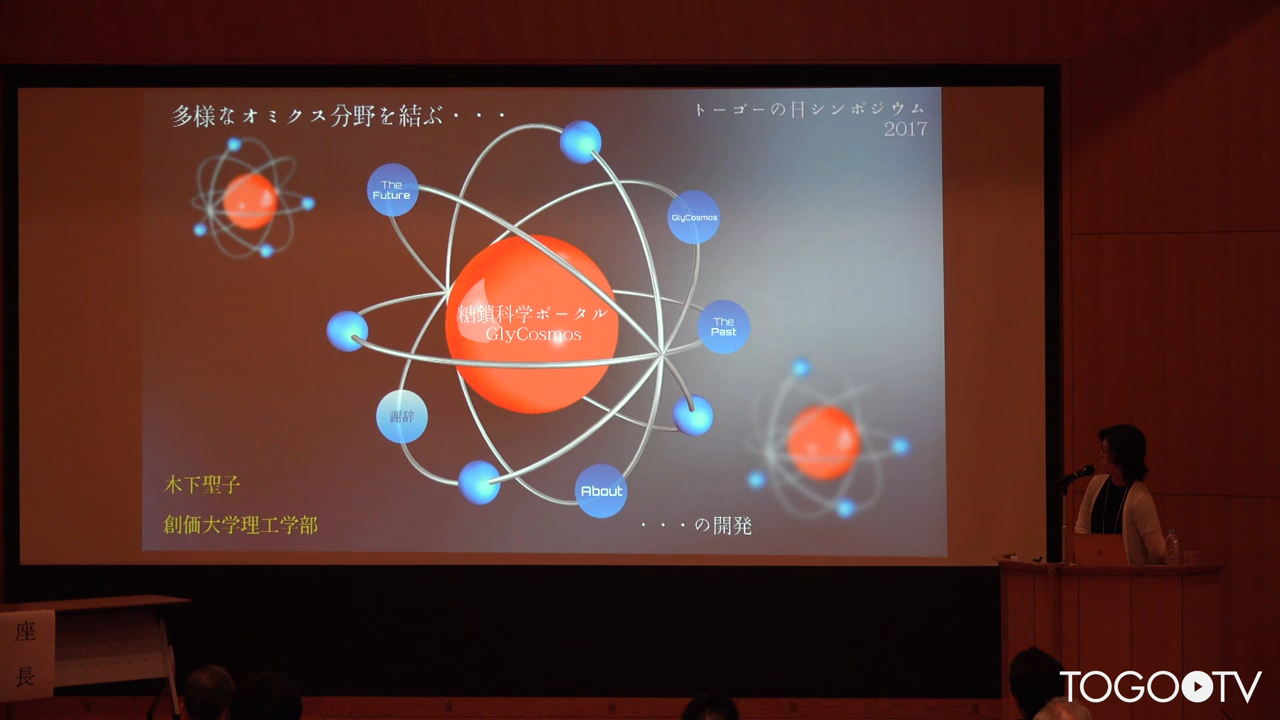 多様なオミクス分野を結ぶ・・・
トーゴーの日シンポジウム
2017
The
Future
GlyCosmos
糖鎖科学ポータル
GlyCosmos
The
Past
謝辞
About
木下聖子
創価大学理工学部
・・・の開発
座
長
TOGOTV